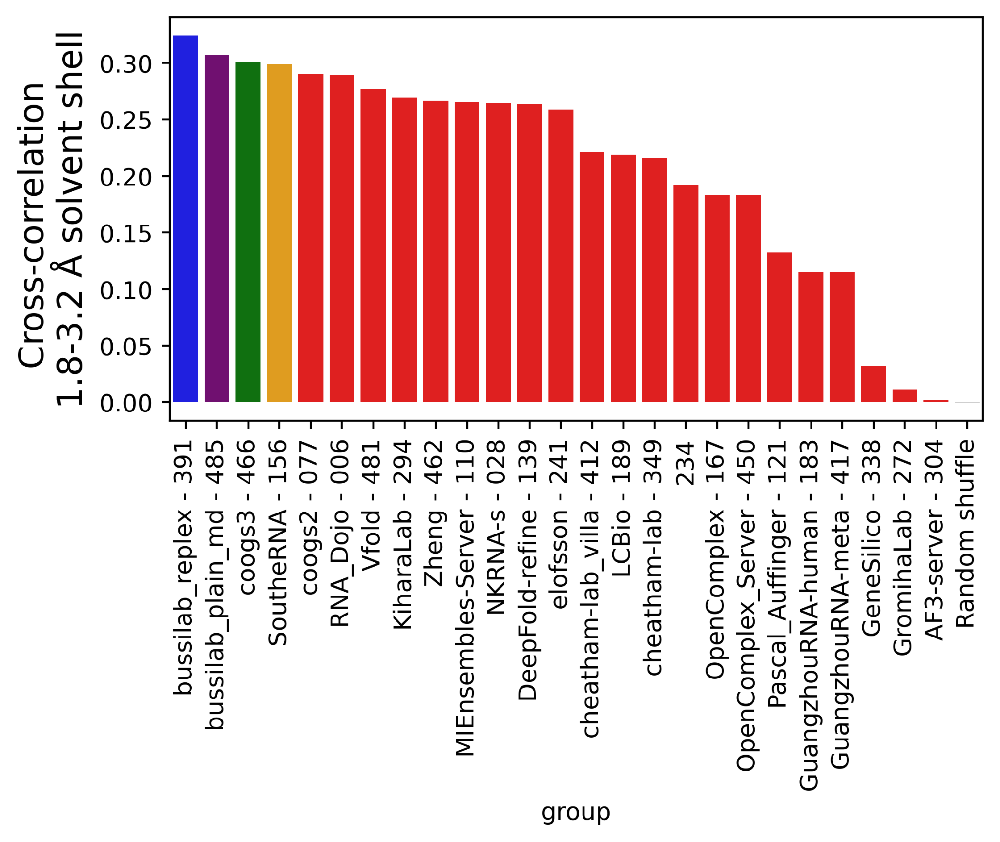 Cross-correlation
1.8-3.2 Å solvent shell
0.30
0.25
0.20
0.15
0.10
0.05
0.00
bussilab_replex - 391
bussilab_plain_md - 485
coogs3 - 466
SoutheRNA - 156
coogs2 - 077
RNA_Dojo - 006
Vfold - 481
KiharaLab - 294
Zheng - 462
MIEnsembles-Server - 110
NKRNA-s - 028
DeepFold-refine - 139
elofsson - 241
cheatham-lab_villa - 412
LCBio - 189
cheatham-lab - 349
234
OpenComplex - 167
OpenComplex_Server - 450
Pascal_Auffinger - 121
GuangzhouRNA-human - 183
GuangzhouRNA-meta - 417
GeneSilico - 338
GromihaLab - 272
AF3-server - 304
Random shuffle
group